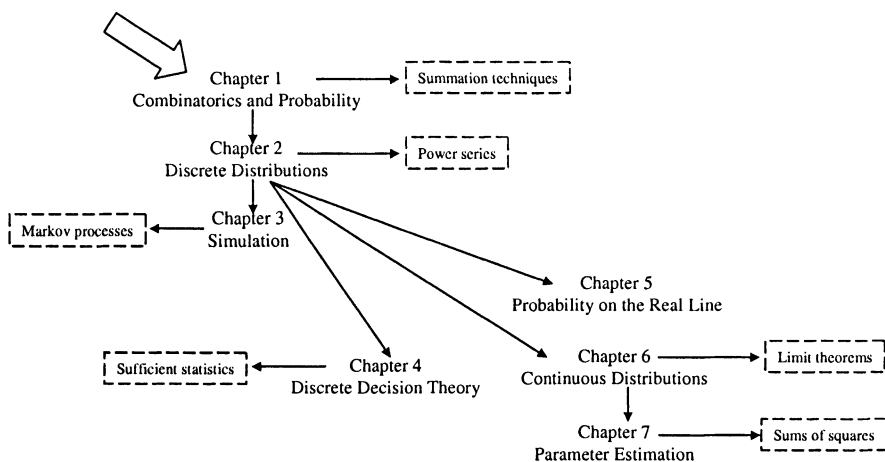 Chapter 1
Combinatorics and Probability
Summation techniques
Chapter 2
Discrete Distributions
Power series
Chapter 3
Simulation
Markov processes
Chapter 5
Probability on the Real Line
Chapter 4
Discrete Decision Theory
Sufficient statistics
Chapter 6
Continuous Distributions
Limit theorems
Chapter 7
Parameter Estimation
Sums of squares